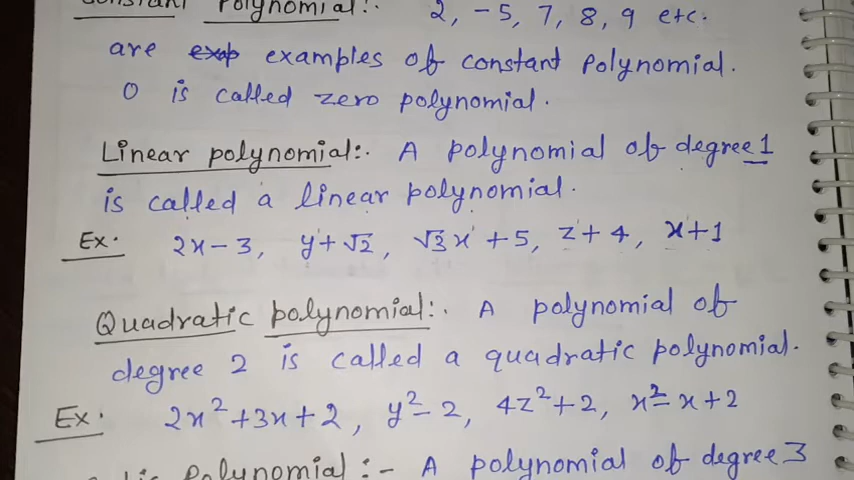 Constant Polynomial:. 2, -5, 7, 8, 9 etc.
are examples of constant polynomial.
0 is called zero polynomial.
Linear polynomial:. A polynomial of degree 1
is called a linear polynomial.
Ex. 2x-3, y+√2, √3x+5, z+4, x+1
Quadratic polynomial:. A polynomial of
degree 2 is called a quadratic polynomial.
Ex. 2x²+3x+2, y²-2, 4z²+2, x²-x+2
Polynomial:- A polynomial of degree 3